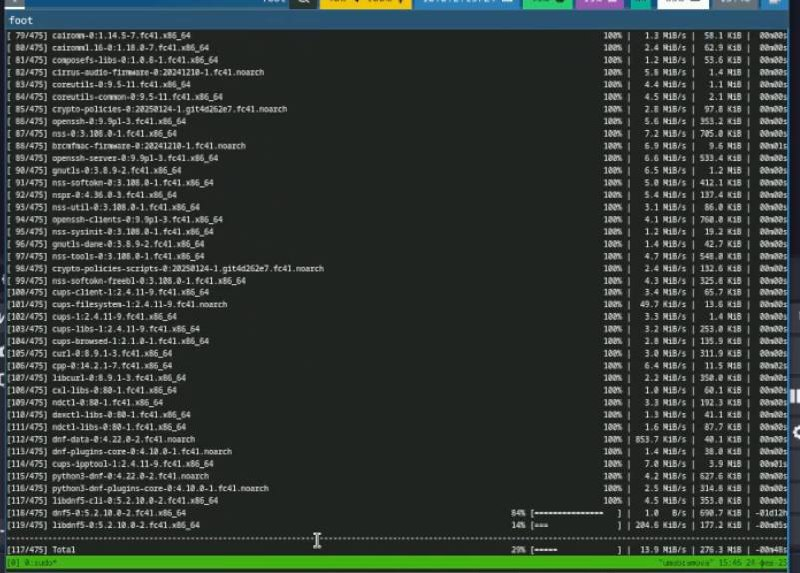 foot
[ 79/475] cairomm-0:1.14.5-7.fc41.x86_64 100% | 1.3 MiB/s | 58.1 KiB | 00m00s
[ 80/475] cairomm1.16-0:1.18.0-7.fc41.x86_64 100% | 2.4 MiB/s | 62.9 KiB | 00m00s
[ 81/475] composefs-libs-0:1.0.8-1.fc41.x86_64 100% | 1.2 MiB/s | 53.6 KiB | 00m00s
[ 82/475] cirrus-audio-firmware-0:20241210-1.fc41.noarch 100% | 5.8 MiB/s | 1.4 MiB | 00m00s
[ 83/475] coreutils-0:9.5-11.fc41.x86_64 100% | 4.4 MiB/s | 1.1 MiB | 00m00s
[ 84/475] coreutils-common-0:9.5-11.fc41.x86_64 100% | 4.5 MiB/s | 2.1 MiB | 00m00s
[ 85/475] crypto-policies-0:20250124-1.git4d262e7.fc41.noarch 100% | 2.8 MiB/s | 97.8 KiB | 00m00s
[ 86/475] openssh-0:9.9p1-3.fc41.x86_64 100% | 5.6 MiB/s | 353.2 KiB | 00m00s
[ 87/475] nss-0:3.108.0-1.fc41.x86_64 100% | 7.2 MiB/s | 705.0 KiB | 00m00s
[ 88/475] brcmfmac-firmware-0:20241210-1.fc41.noarch 100% | 6.9 MiB/s | 9.6 MiB | 00m01s
[ 89/475] openssh-server-0:9.9p1-3.fc41.x86_64 100% | 6.6 MiB/s | 533.4 KiB | 00m00s
[ 90/475] gnutls-0:3.8.9-2.fc41.x86_64 100% | 6.5 MiB/s | 1.2 MiB | 00m00s
[ 91/475] nss-softokn-0:3.108.0-1.fc41.x86_64 100% | 5.0 MiB/s | 412.1 KiB | 00m00s
[ 92/475] nspr-0:4.36.0-3.fc41.x86_64 100% | 5.4 MiB/s | 137.4 KiB | 00m00s
[ 93/475] nss-util-0:3.108.0-1.fc41.x86_64 100% | 3.1 MiB/s | 86.0 KiB | 00m00s
[ 94/475] openssh-clients-0:9.9p1-3.fc41.x86_64 100% | 4.1 MiB/s | 760.0 KiB | 00m00s
[ 95/475] nss-sysinit-0:3.108.0-1.fc41.x86_64 100% | 1.2 MiB/s | 19.2 KiB | 00m00s
[ 96/475] gnutls-dane-0:3.8.9-2.fc41.x86_64 100% | 1.4 MiB/s | 42.7 KiB | 00m00s
[ 97/475] nss-tools-0:3.108.0-1.fc41.x86_64 100% | 4.7 MiB/s | 548.0 KiB | 00m00s
[ 98/475] crypto-policies-scripts-0:20250124-1.git4d262e7.fc41.noarch 100% | 2.4 MiB/s | 132.6 KiB | 00m00s
[ 99/475] nss-softokn-freebl-0:3.108.0-1.fc41.x86_64 100% | 4.3 MiB/s | 325.8 KiB | 00m00s
[100/475] cups-client-1:2.4.11-9.fc41.x86_64 100% | 3.4 MiB/s | 85.7 KiB | 00m00s
[101/475] cups-filesystem-1:2.4.11-9.fc41.noarch 100% | 49.7 KiB/s | 13.6 KiB | 00m00s
[102/475] cups-1:2.4.11-9.fc41.x86_64 100% | 3.3 MiB/s | 1.4 MiB | 00m00s
[103/475] cups-libs-1:2.4.11-9.fc41.x86_64 100% | 3.2 MiB/s | 253.0 KiB | 00m00s
[104/475] cups-browsed-1:2.1.0-1.fc41.x86_64 100% | 2.8 MiB/s | 135.9 KiB | 00m00s
[105/475] curl-0:8.9.1-3.fc41.x86_64 100% | 3.0 MiB/s | 311.9 KiB | 00m00s
[106/475] cpp-0:14.2.1-7.fc41.x86_64 100% | 6.4 MiB/s | 11.5 MiB | 00m02s
[107/475] libcurl-0:8.9.1-3.fc41.x86_64 100% | 2.2 MiB/s | 350.0 KiB | 00m00s
[108/475] cxl-libs-0:80-1.fc41.x86_64 100% | 1.0 MiB/s | 60.1 KiB | 00m00s
[109/475] ndctl-0:80-1.fc41.x86_64 100% | 3.3 MiB/s | 192.3 KiB | 00m00s
[110/475] daxctl-libs-0:80-1.fc41.x86_64 100% | 1.3 MiB/s | 41.1 KiB | 00m00s
[111/475] ndctl-libs-0:80-1.fc41.x86_64 100% | 1.6 MiB/s | 87.7 KiB | 00m00s
[112/475] dnf-data-0:4.22.0-2.fc41.noarch 100% | 853.7 KiB/s | 40.1 KiB | 00m00s
[113/475] dnf-plugins-core-0:4.10.0-1.fc41.noarch 100% | 1.4 MiB/s | 38.0 KiB | 00m00s
[114/475] cups-ipptool-1:2.4.11-9.fc41.x86_64 100% | 7.0 MiB/s | 3.9 MiB | 00m01s
[115/475] python3-dnf-0:4.22.0-2.fc41.noarch 100% | 4.2 MiB/s | 627.6 KiB | 00m00s
[116/475] python3-dnf-plugins-core-0:4.10.0-1.fc41.noarch 100% | 2.5 MiB/s | 314.8 KiB | 00m00s
[117/475] libdnf5-cli-0:5.2.10.0-2.fc41.x86_64 100% | 4.5 MiB/s | 353.0 KiB | 00m00s
[118/475] dnf5-0:5.2.10.0-2.fc41.x86_64 84% [================ ] | 1.0 B/s | 690.7 KiB | -01d12h
[119/475] libdnf5-0:5.2.10.0-2.fc41.x86_64 14% [=== ] | 204.6 KiB/s | 177.2 KiB | -00m05s
[117/475] Total 29% [===== ] | 13.9 MiB/s | 276.3 MiB | -00m48s
[0] 0:sudo* 15:46 24-фев-25